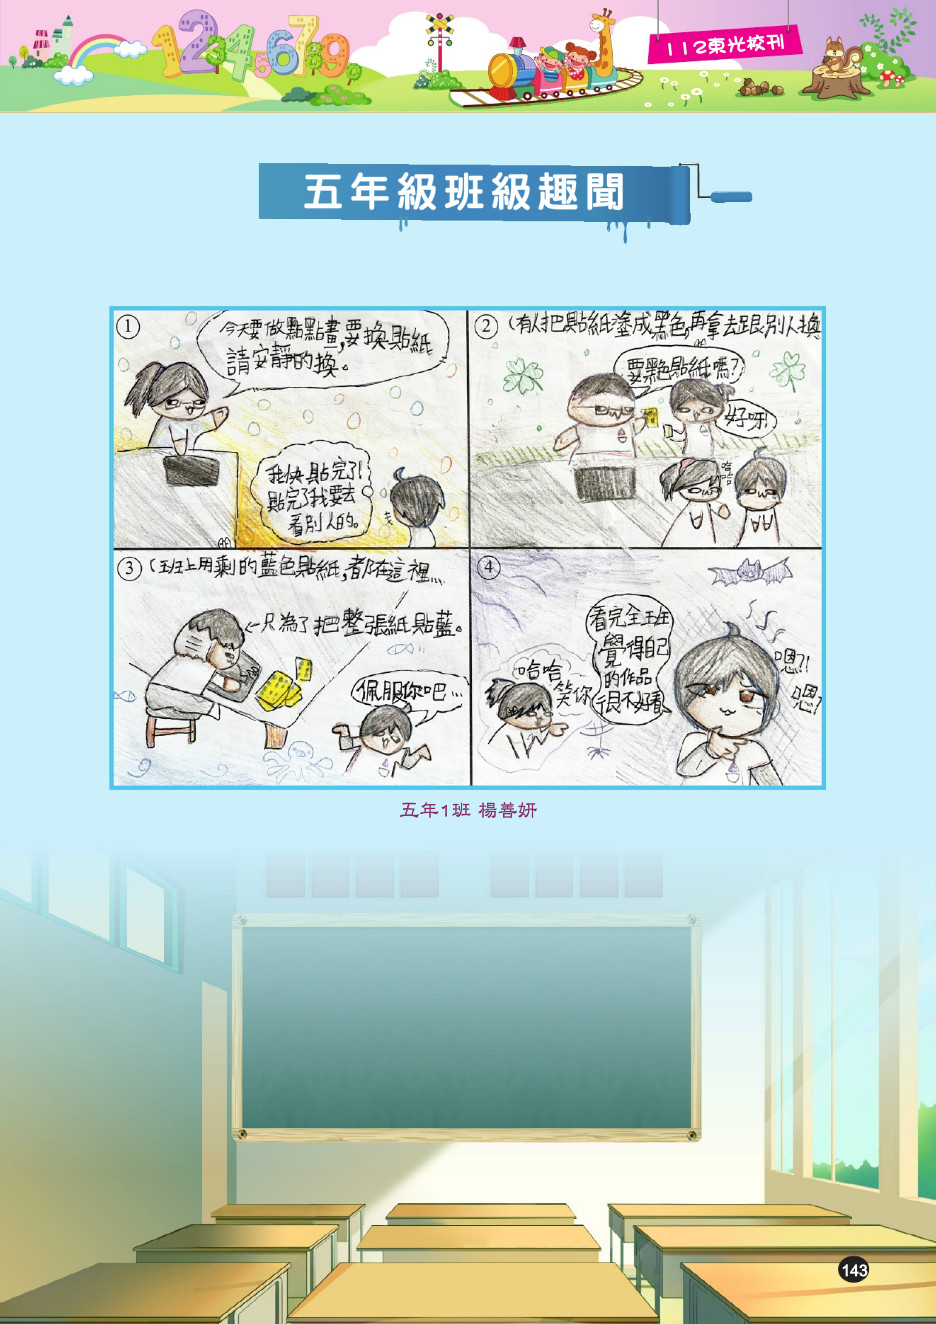 112東光校刊
五年級班級趣聞
①
今天要做點點畫,要換貼紙
請安靜的換。
我快貼完了!
貼完了我要去
看別人的。
②(有人把貼紙塗成黑色,再拿去跟別人換
要黑色貼紙嗎?
好呀!
哈哈
③(班上用剩的藍色貼紙,都在這裡...
←只為了把整張紙貼藍。
佩服你吧...
④
看完全班
覺得自己
的作品
很不好看
哈哈
笑你
嗯?!
嗯?
五年1班 楊善妍
143